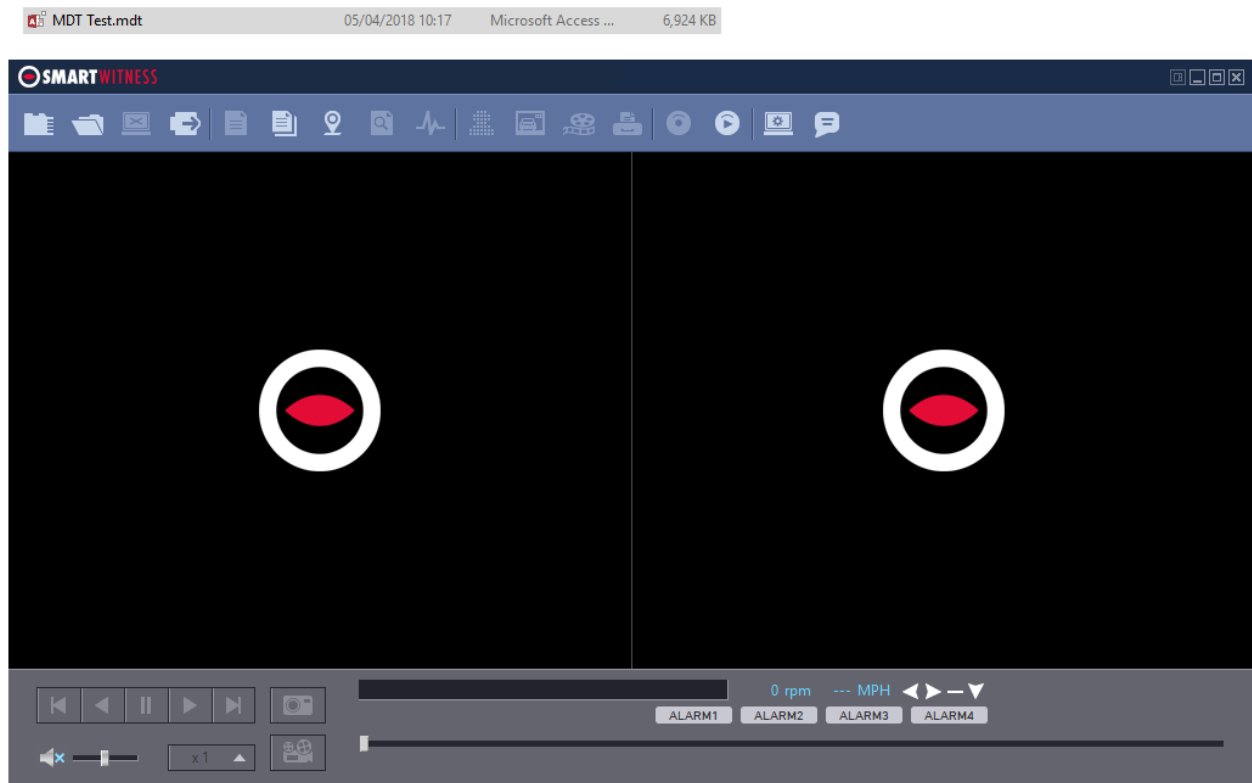 MDT Test.mdt 05/04/2018 10:17 Microsoft Access ... 6,924 KB
SMARTWITNESS
0 rpm --- MPH
ALARM1 ALARM2 ALARM3 ALARM4
x 1